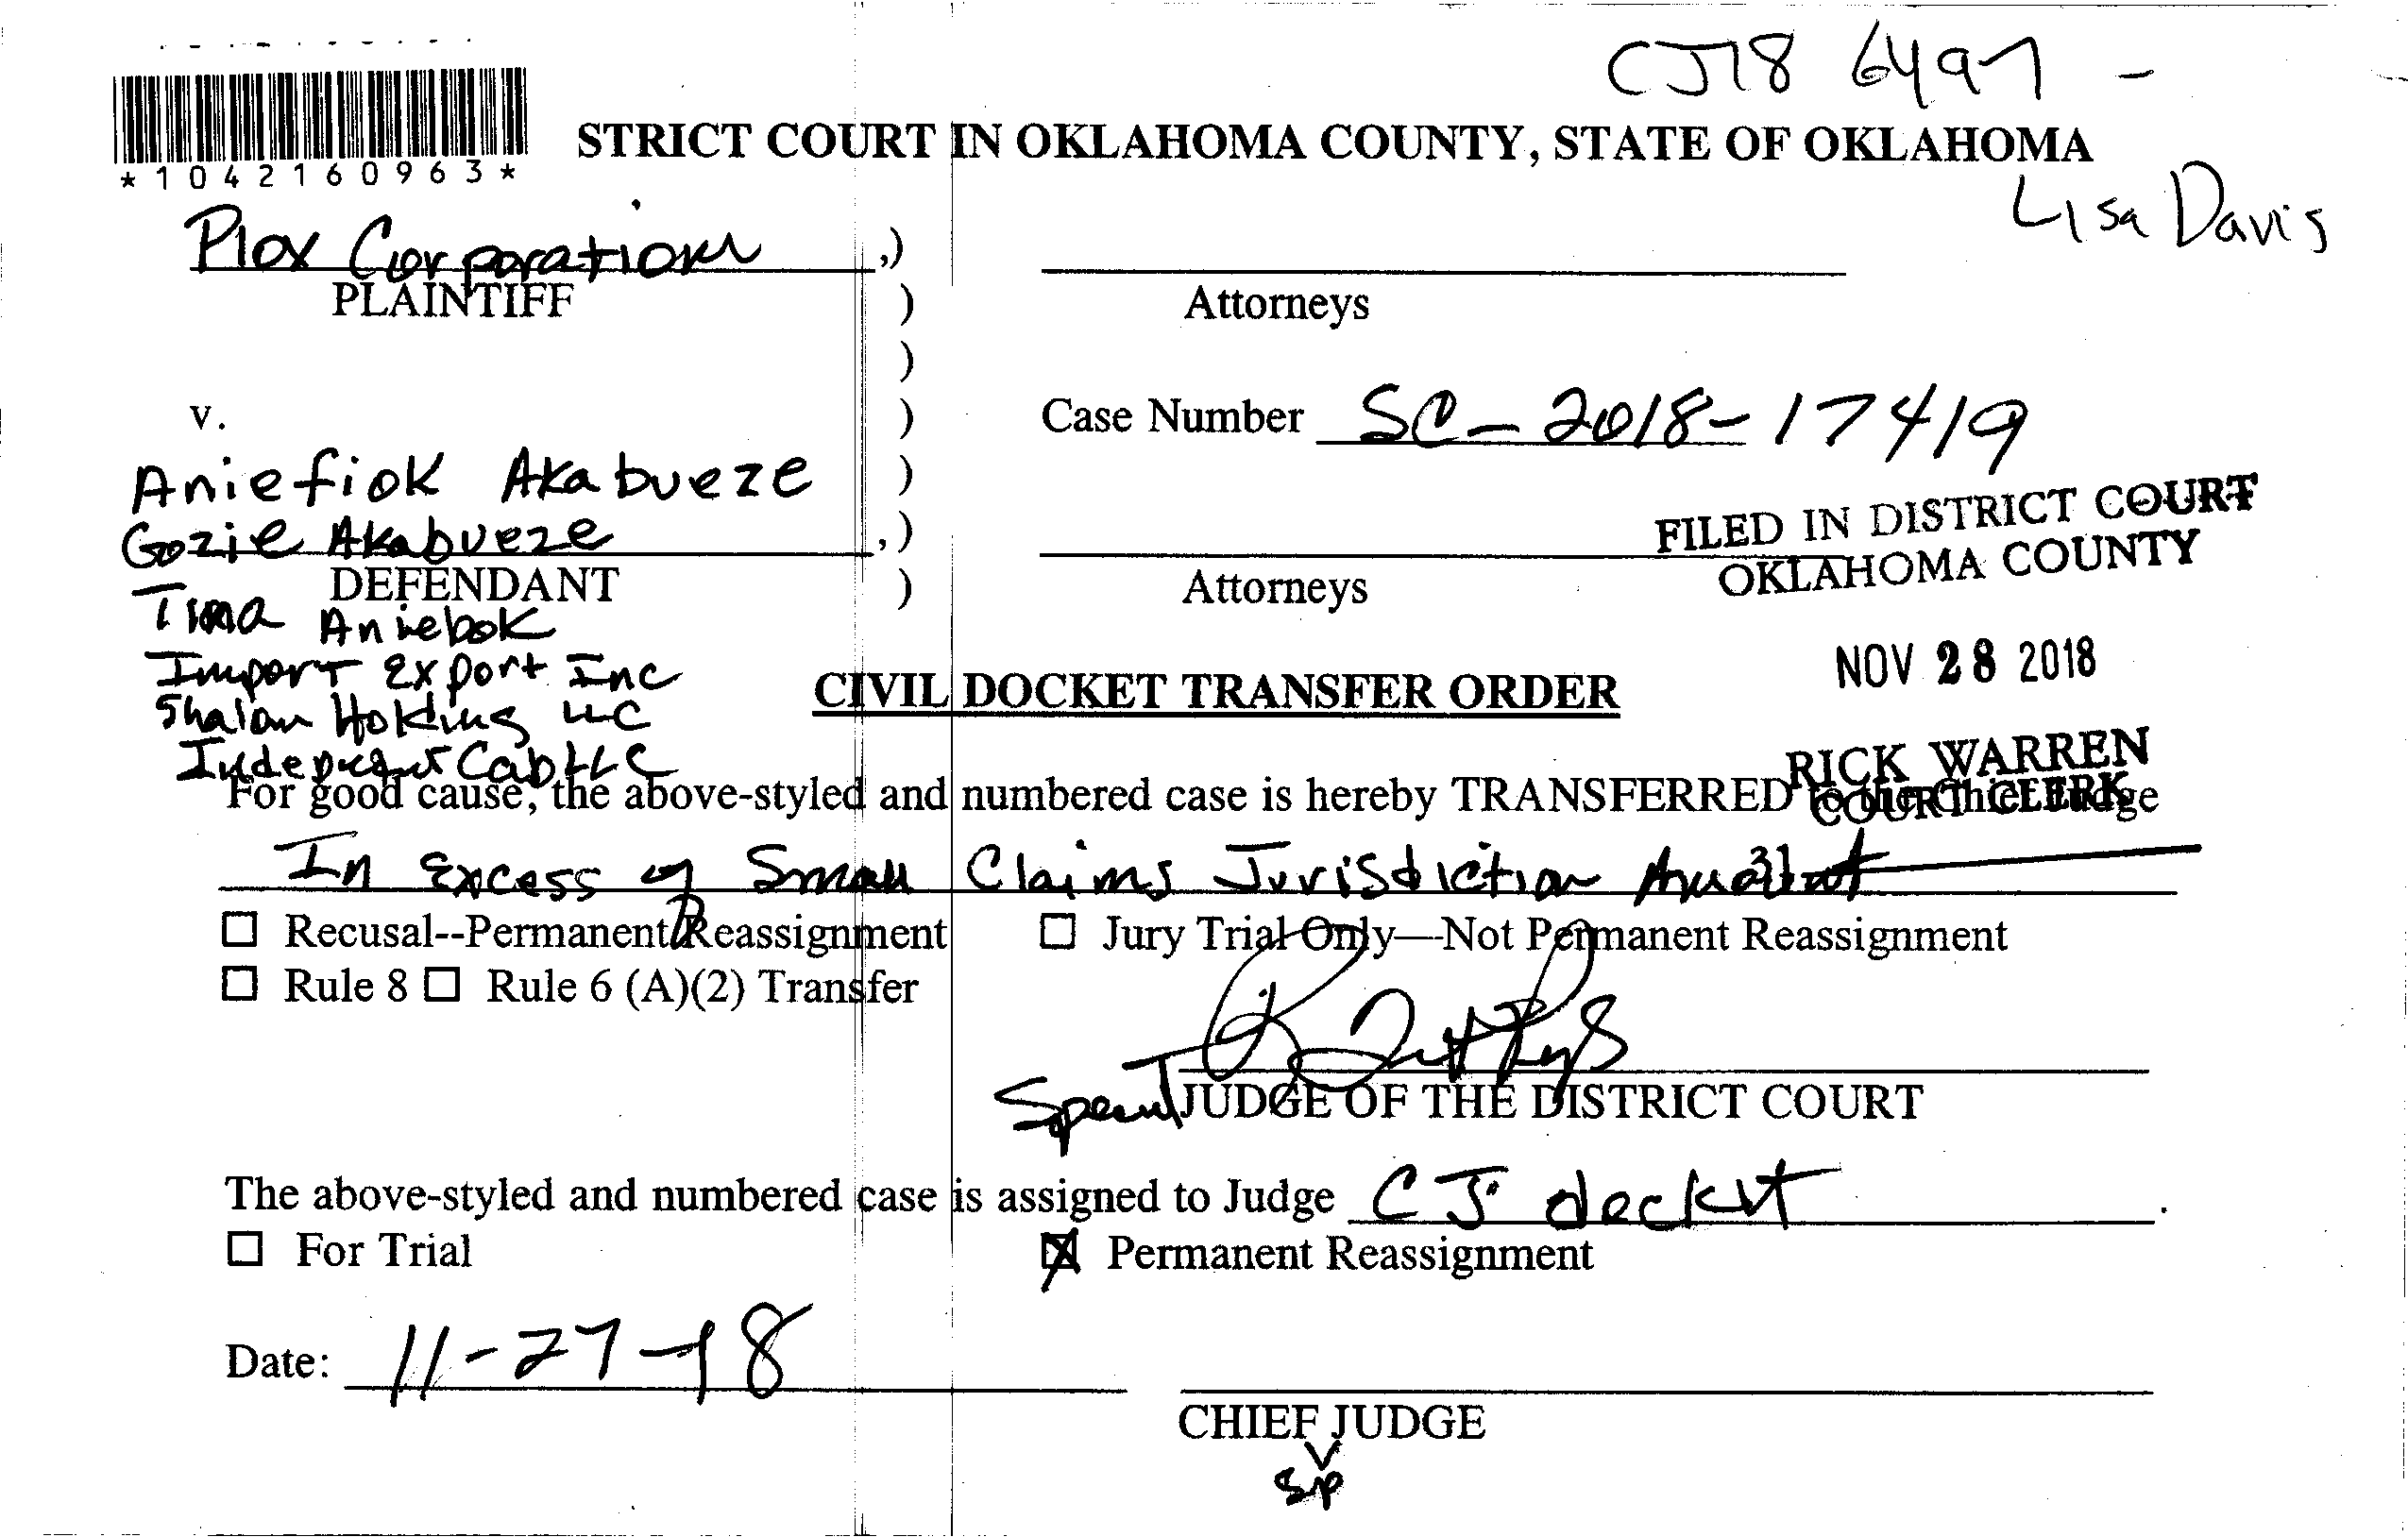 CJ18 6497 -
STRICT COURT IN OKLAHOMA COUNTY, STATE OF OKLAHOMA
*1042160963*
Lisa Davis
Plox Corporation ,)
PLAINTIFF ) Attorneys
)
v. ) Case Number SC-2018-17419
Aniefiok Akabueze )
Gozie Akabueze ,)
FILED IN DISTRICT COURT
OKLAHOMA COUNTY
DEFENDANT ) Attorneys
Tima Aniebok
Import Export Inc
NOV 28 2018
CIVIL DOCKET TRANSFER ORDER
Shalom Holdings LLC
Independent Cab LLC
RICK WARREN
COURT CLERK
For good cause, the above-styled and numbered case is hereby TRANSFERRED to the Chief Judge
In Excess of Small Claims Jurisdiction Amount
☐ Recusal--Permanent Reassignment ☐ Jury Trial Only—Not Permanent Reassignment
☐ Rule 8 ☐ Rule 6 (A)(2) Transfer
Special JUDGE OF THE DISTRICT COURT
The above-styled and numbered case is assigned to Judge CJ docket.
☐ For Trial ☒ Permanent Reassignment
Date: 11-27-18
CHIEF JUDGE
sp